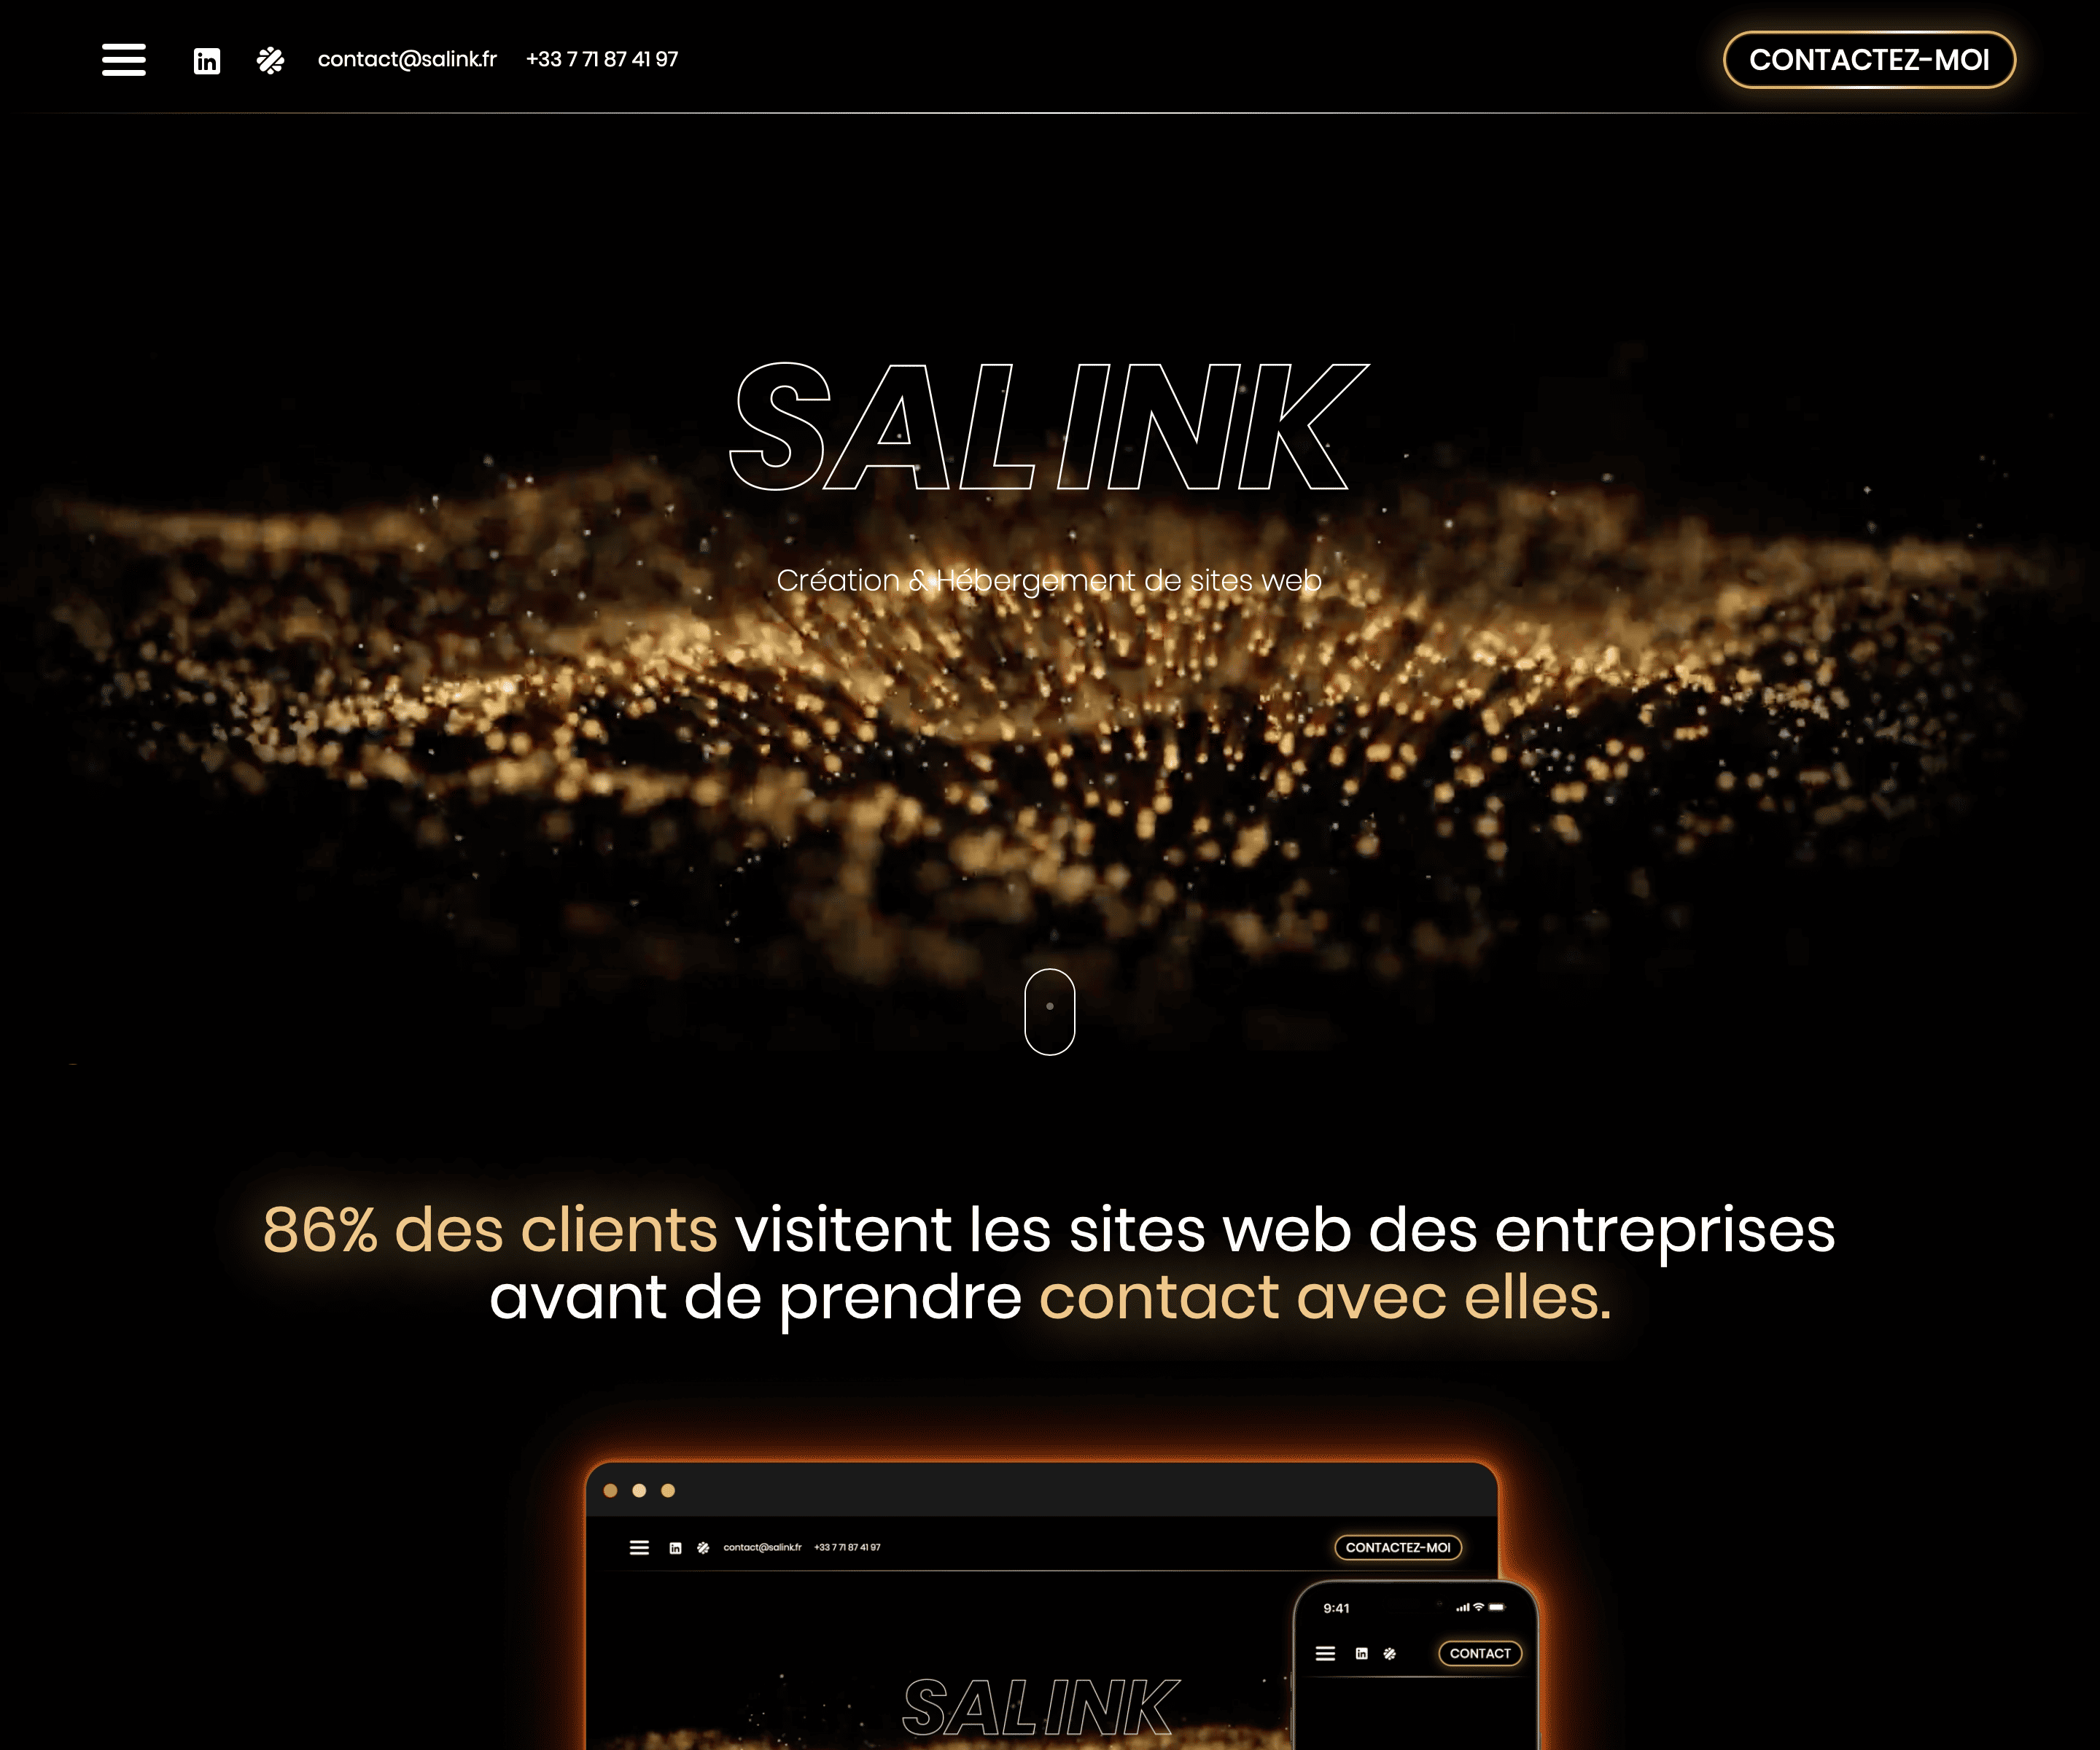 contact@salink.fr +33 7 71 87 41 97 CONTACTEZ-MOI
SALINK
Création & Hébergement de sites web
86% des clients visitent les sites web des entreprises
avant de prendre contact avec elles.
contact@salink.fr +33 7 71 87 41 97 CONTACTEZ-MOI
9:41
CONTACT
SALINK